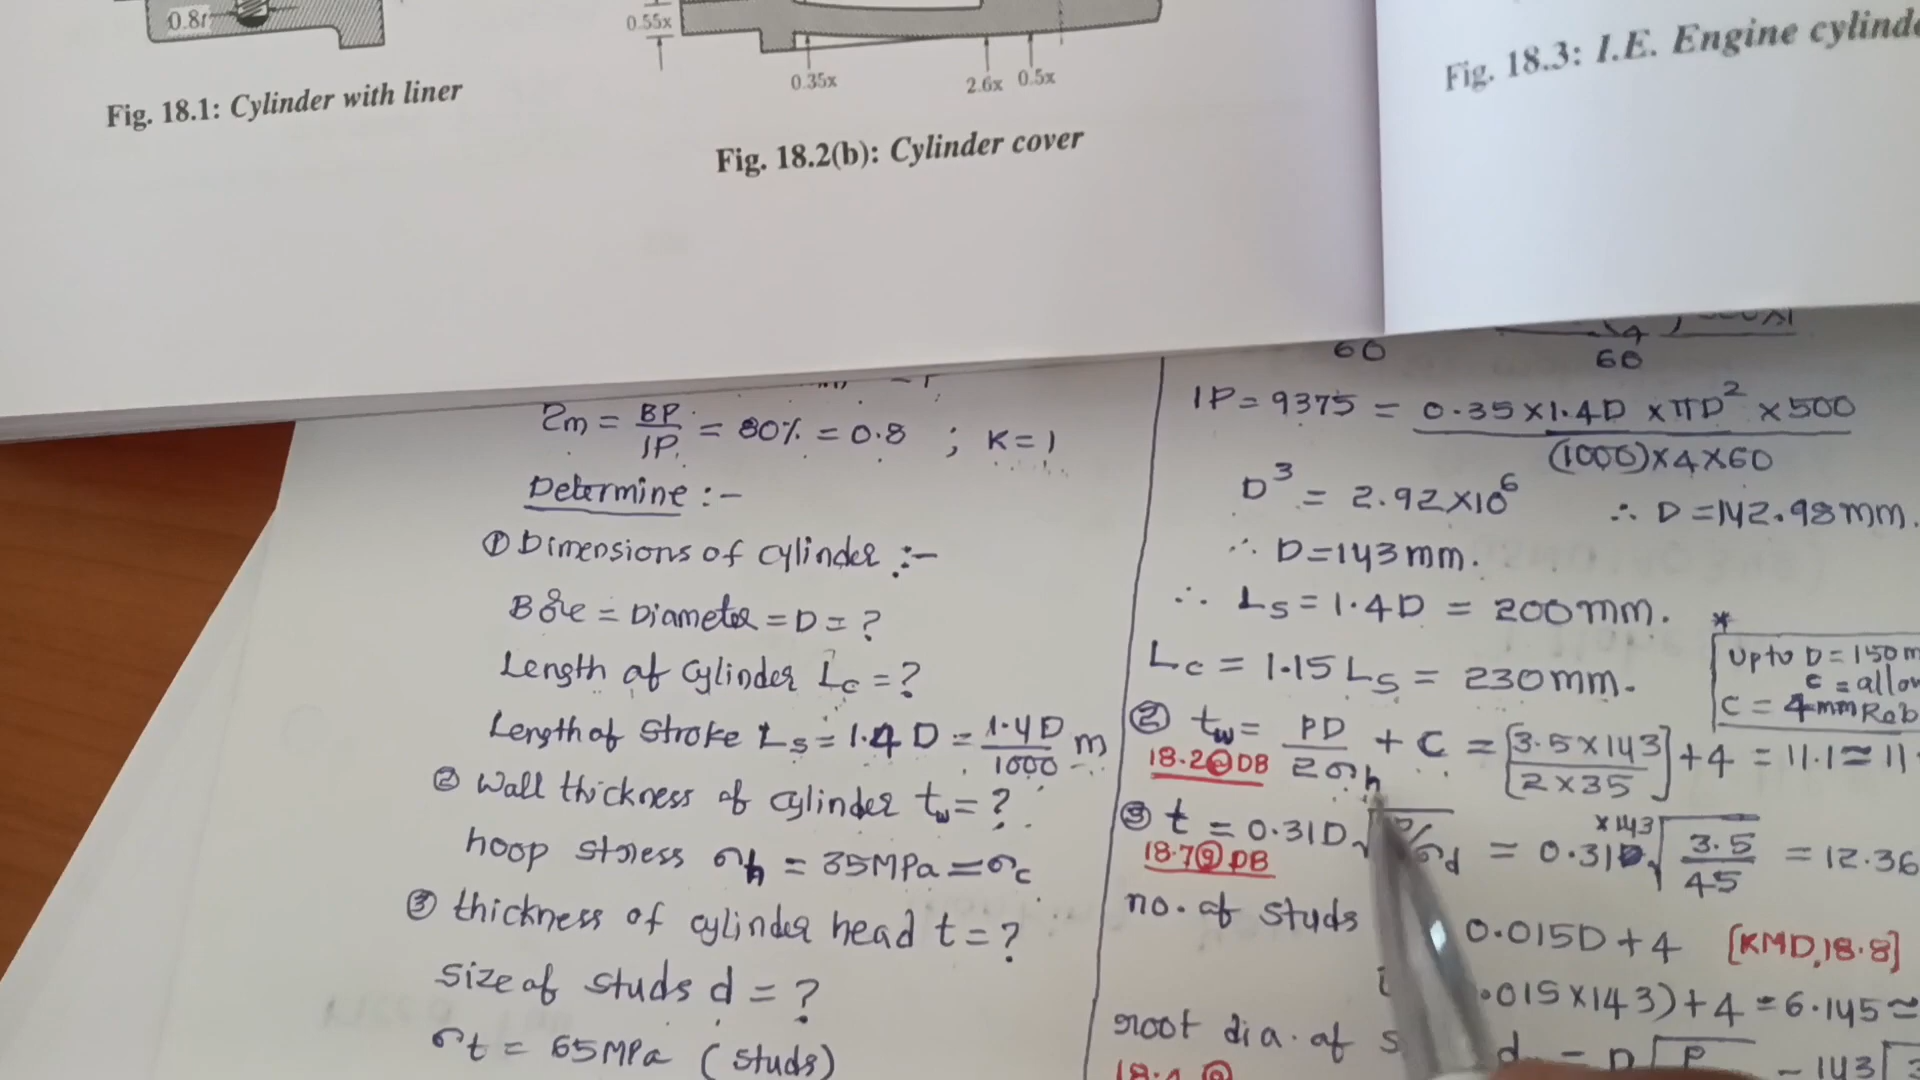 0.8t
0.55x
0.35x
2.6x 0.5x
Fig. 18.1: Cylinder with liner
Fig. 18.2(b): Cylinder cover
Fig. 18.3: I.E. Engine cylinde
ηm = BP/IP = 80% = 0.8 ; K=1
Determine :-
① Dimensions of cylinder :-
Bore = Diameter = D = ?
Length of cylinder Lc = ?
Length of stroke Ls = 1.4 D = 1.4D/1000 m
② Wall thickness of cylinder tw = ?
hoop stress σh = 35MPa = σc
③ thickness of cylinder head t = ?
size of studs d = ?
σt = 65MPa (studs)
60 60
IP = 9375 = 0.35×1.4D ×πD² ×500 / (1000)×4×60
D³ = 2.92×10⁶ ∴ D = 142.98mm.
∴ D = 143mm.
∴ Ls = 1.4D = 200mm.
Lc = 1.15 Ls = 230mm.
* Upto D = 150m
c = allow
C = 4mm Reb
② tw = PD/2σh + C = [3.5×143/2×35] + 4 = 11.1 ≃ 11
18.2@DB
③ t = 0.31D √P/σd = 0.31D ×143 √3.5/45 = 12.36
18.7@DB
no. of studs 0.015D + 4 [KMD,18.8]
.015×143) + 4 = 6.145 ≃
root dia. of s d = D√P = 143√3